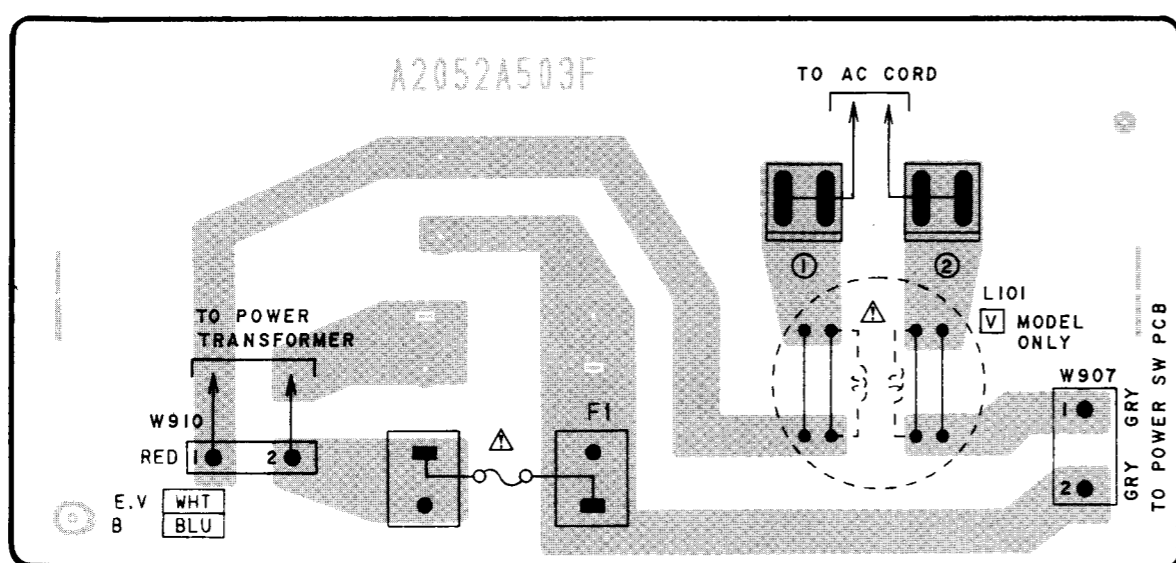 A2052A503F
TO AC CORD
1
2
L101
V MODEL
ONLY
TO POWER
TRANSFORMER
W910
RED 1 2
E.V WHT
B BLU
F1
W907
1 GRY
2 GRY
TO POWER SW PCB